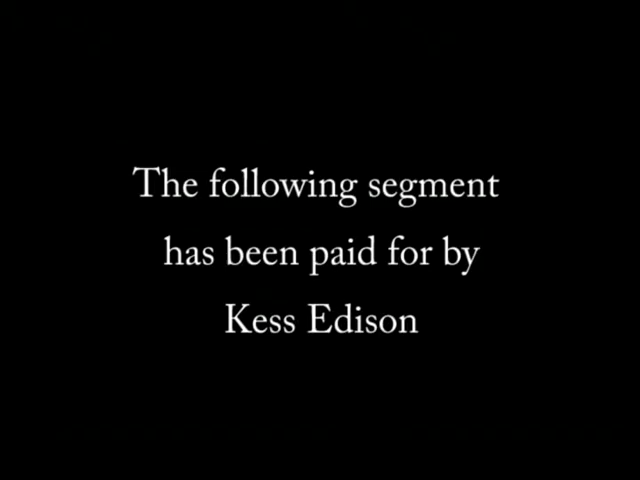 The following segment
has been paid for by
Kess Edison